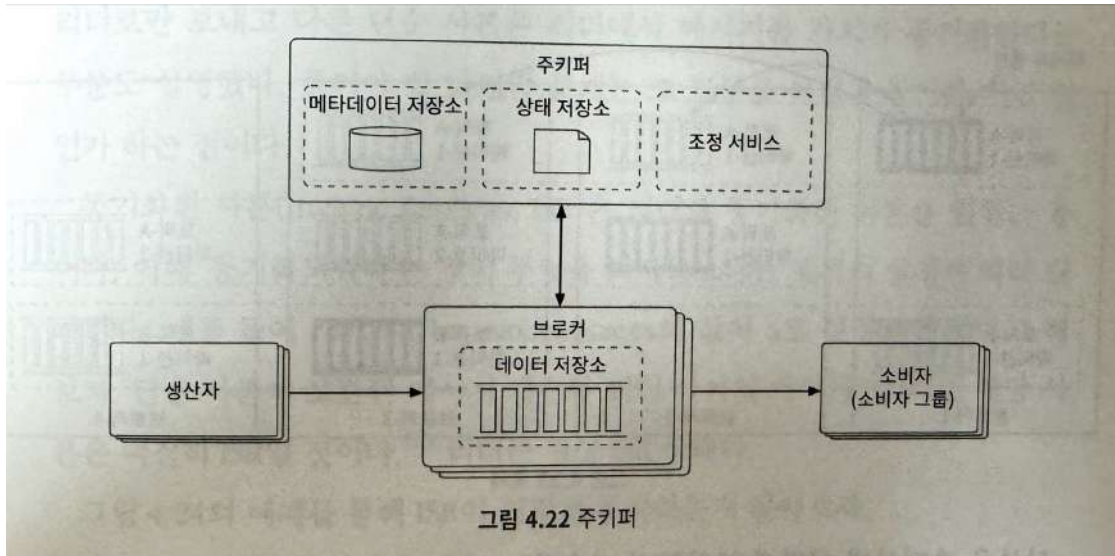 주키퍼
메타데이터 저장소
상태 저장소
조정 서비스
브로커
데이터 저장소
생산자
소비자
(소비자 그룹)
그림 4.22 주키퍼